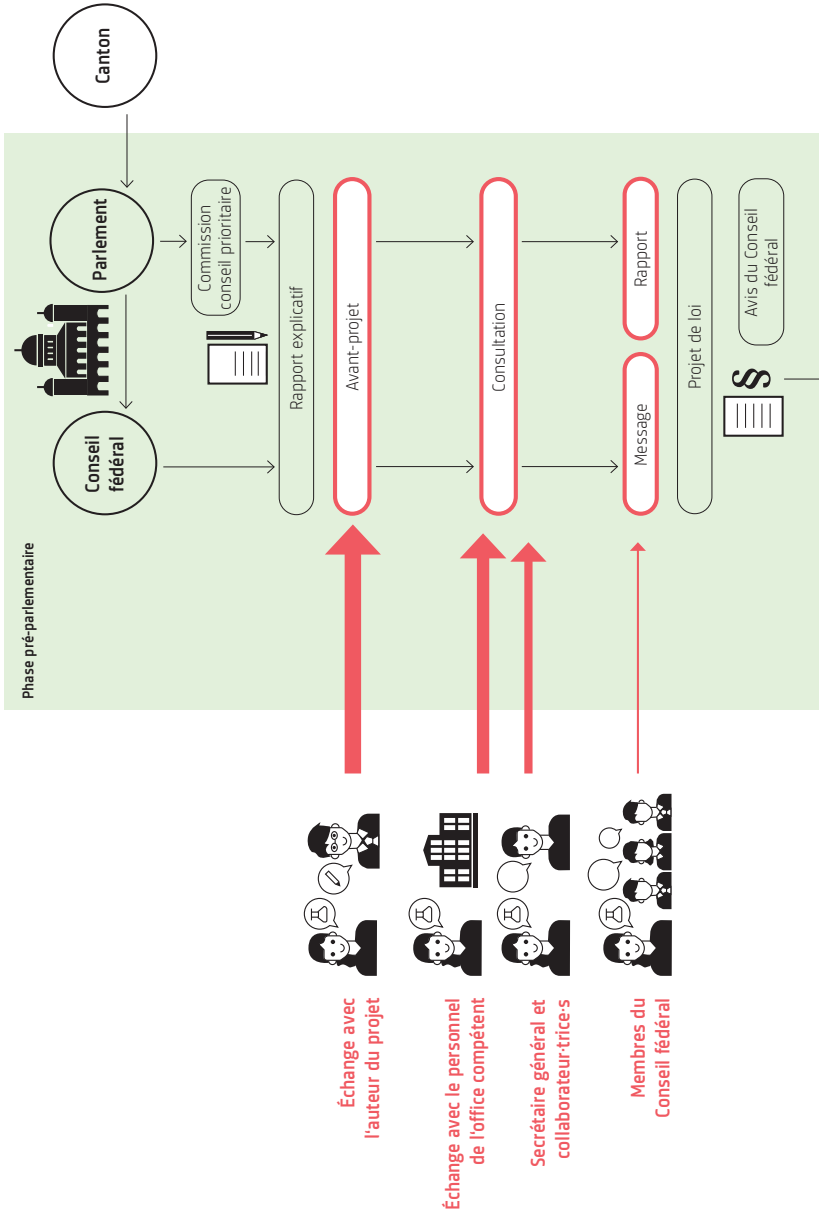 Phase pré-parlementaire
Conseil
fédéral
Parlement
Canton
Commission
conseil prioritaire
Rapport explicatif
Avant-projet
Consultation
Message
Rapport
Projet de loi
§
Avis du Conseil
fédéral
Échange avec
l'auteur du projet
Échange avec le personnel
de l'office compétent
Secrétaire général et
collaborateur·trice·s
Membres du
Conseil fédéral